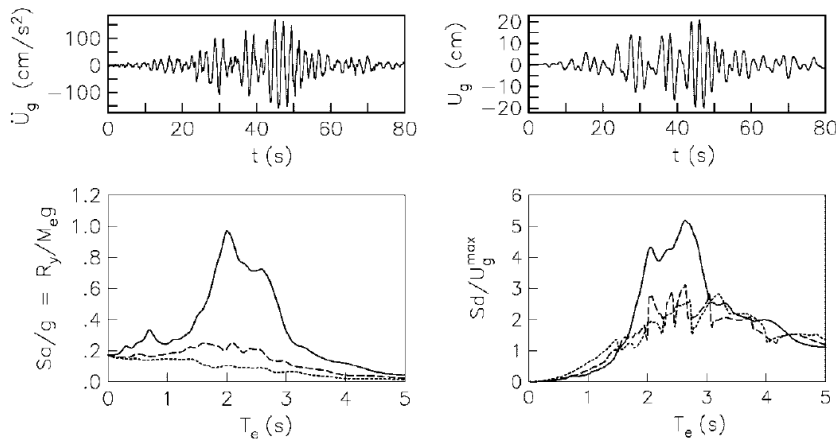 Ü_g (cm/s²)
100
0
−100
0 20 40 60 80
t (s)
U_g (cm)
20
10
0
−10
−20
0 20 40 60 80
t (s)
Sa/g = R_y/M_e g
1.2
1.0
.8
.6
.4
.2
.0
0 1 2 3 4 5
T_e (s)
Sd/U_g^max
6
5
4
3
2
1
0
0 1 2 3 4 5
T_e (s)